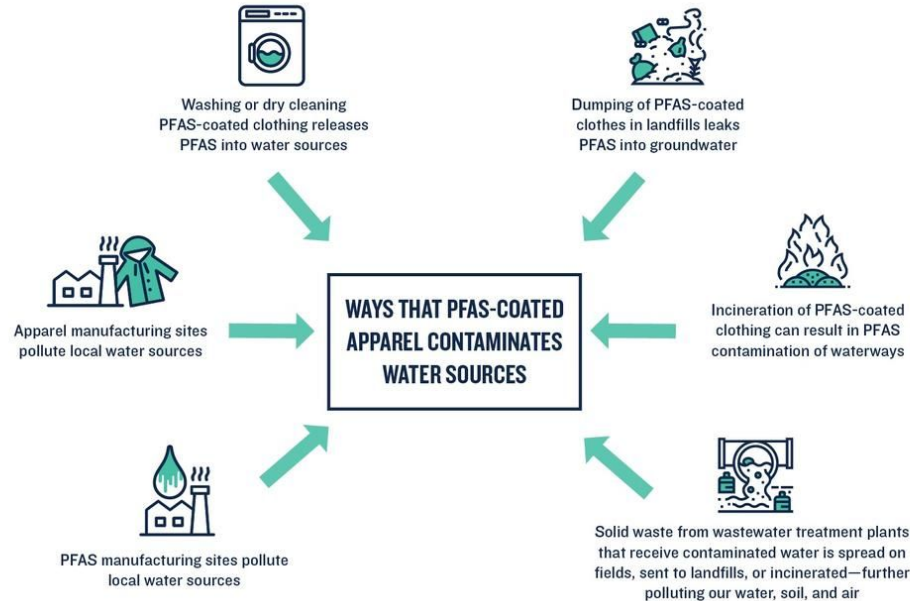 Washing or dry cleaning
PFAS-coated clothing releases
PFAS into water sources
Dumping of PFAS-coated
clothes in landfills leaks
PFAS into groundwater
Apparel manufacturing sites
pollute local water sources
WAYS THAT PFAS-COATED
APPAREL CONTAMINATES
WATER SOURCES
Incineration of PFAS-coated
clothing can result in PFAS
contamination of waterways
PFAS manufacturing sites pollute
local water sources
Solid waste from wastewater treatment plants
that receive contaminated water is spread on
fields, sent to landfills, or incinerated—further
polluting our water, soil, and air